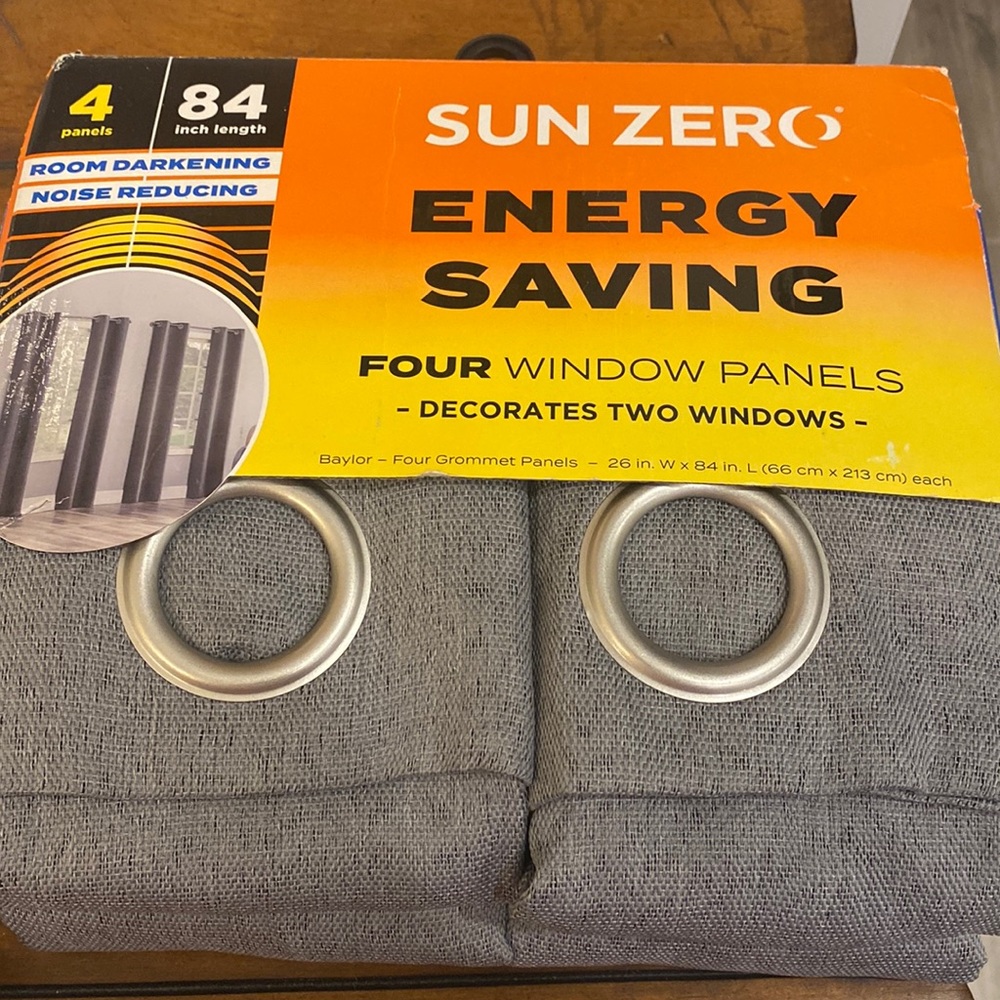 4
panels
84
inch length
ROOM DARKENING
NOISE REDUCING
SUN ZERO
ENERGY
SAVING
FOUR WINDOW PANELS
– DECORATES TWO WINDOWS –
Baylor – Four Grommet Panels – 26 in. W x 84 in. L (66 cm x 213 cm) each